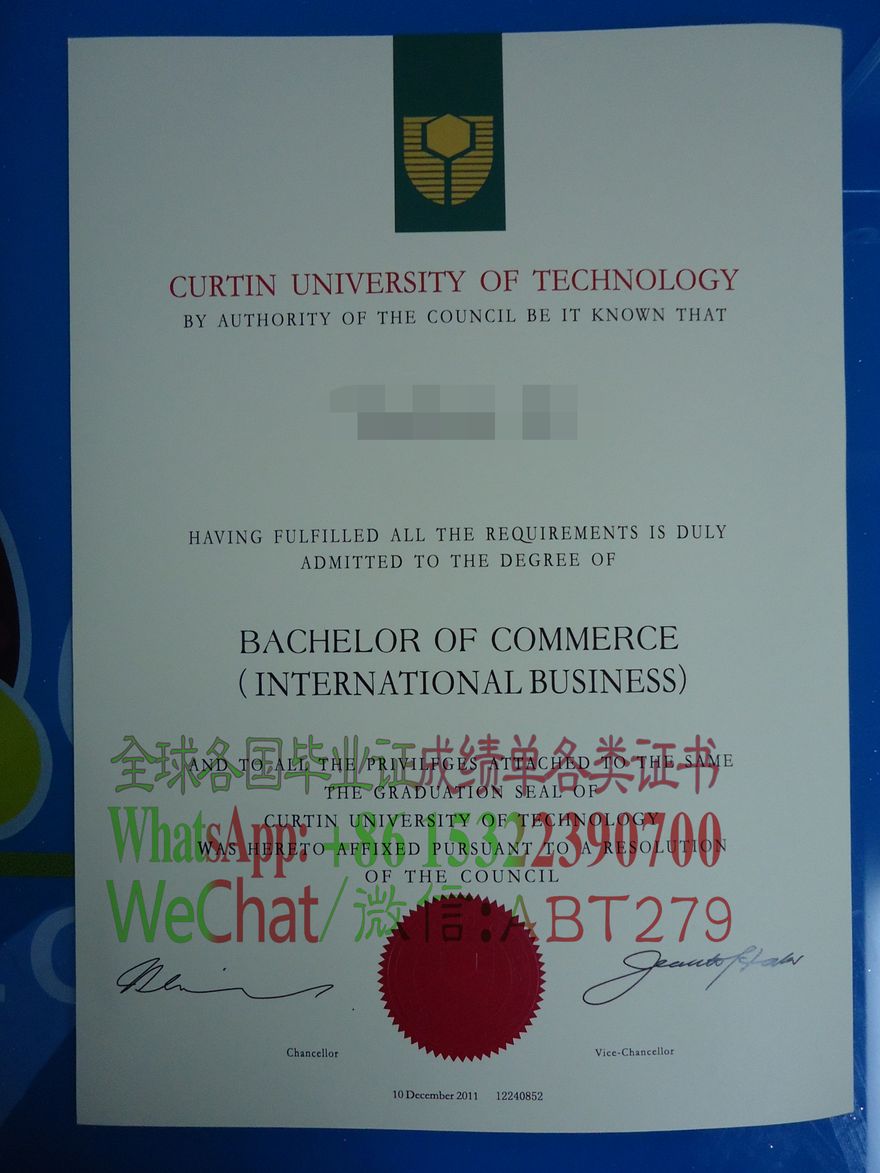 CURTIN UNIVERSITY OF TECHNOLOGY
BY AUTHORITY OF THE COUNCIL BE IT KNOWN THAT
HAVING FULFILLED ALL THE REQUIREMENTS IS DULY
ADMITTED TO THE DEGREE OF
BACHELOR OF COMMERCE
(INTERNATIONAL BUSINESS)
全球各国毕业证成绩单各类证书
AND TO ALL THE PRIVILFGES ATTACHED TO THE SAME
THE GRADUATION SEAL OF
CURTIN UNIVERSITY OF TECHNOLOGY
WhatsApp: +86 15322390700
WAS HERETO AFFIXED PURSUANT TO A RESOLUTION
OF THE COUNCIL
WeChat/微信:ABT279
Chancellor
Vice-Chancellor
10 December 2011 12240852